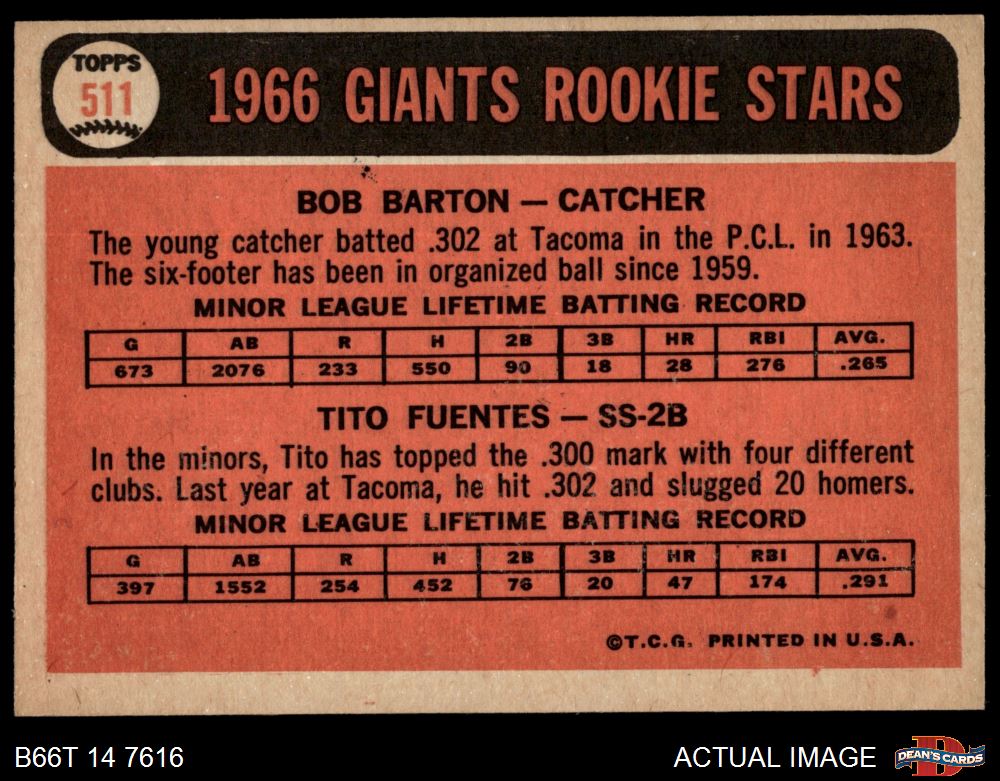 TOPPS
511
1966 GIANTS ROOKIE STARS
BOB BARTON — CATCHER
The young catcher batted .302 at Tacoma in the P.C.L. in 1963.
The six-footer has been in organized ball since 1959.
MINOR LEAGUE LIFETIME BATTING RECORD
G AB R H 2B 3B HR RBI AVG.
673 2076 233 550 90 18 28 276 .265
TITO FUENTES — SS-2B
In the minors, Tito has topped the .300 mark with four different
clubs. Last year at Tacoma, he hit .302 and slugged 20 homers.
MINOR LEAGUE LIFETIME BATTING RECORD
G AB R H 2B 3B HR RBI AVG.
397 1552 254 452 76 20 47 174 .291
©T.C.G. PRINTED IN U.S.A.
B66T 14 7616
ACTUAL IMAGE
D
DEAN'S CARDS